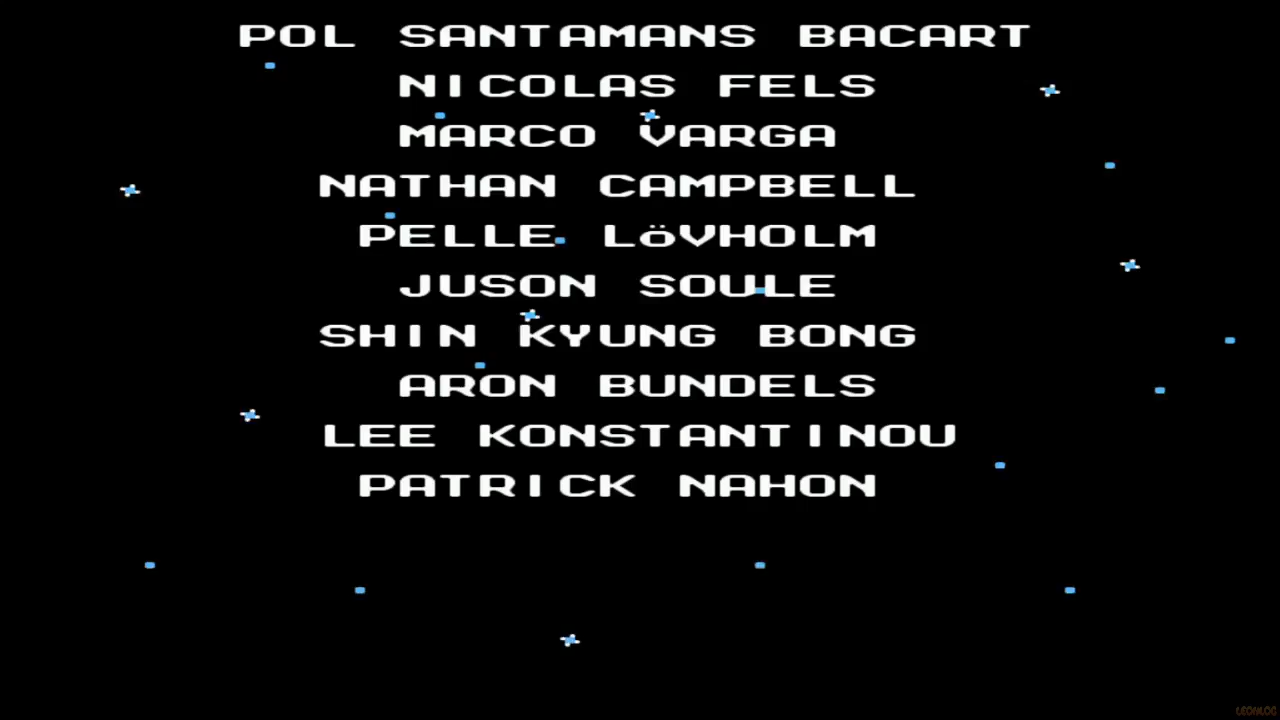 POL SANTAMANS BACART
NICOLAS FELS
MARCO VARGA
NATHAN CAMPBELL
PELLE LöVHOLM
JUSON SOULE
SHIN KYUNG BONG
ARON BUNDELS
LEE KONSTANTINOU
PATRICK NAHON